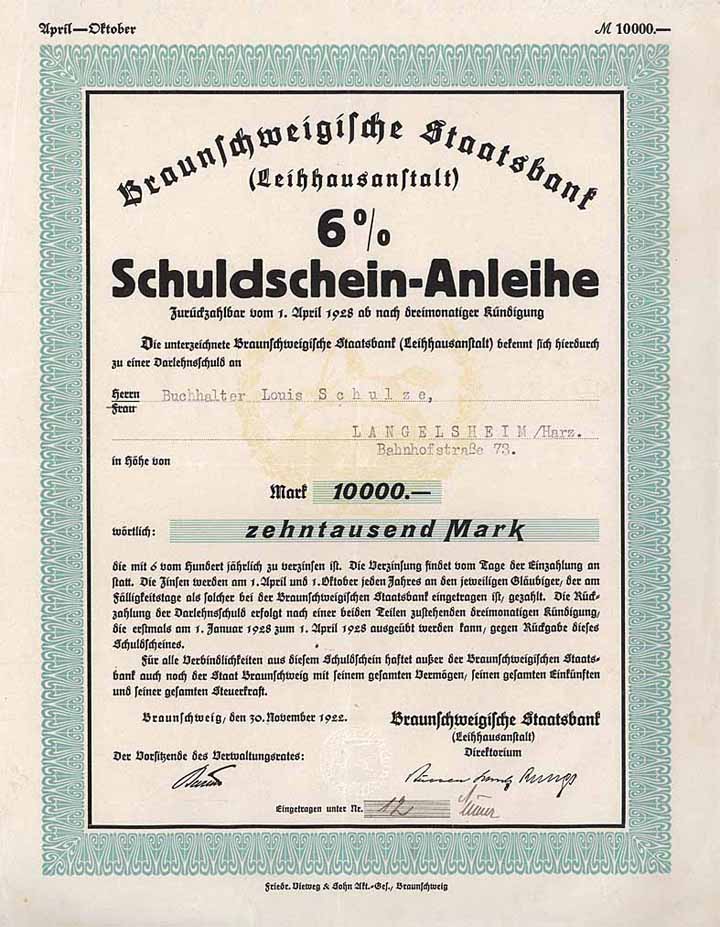 April—Oktober
ℳ 10000.—
Braunschweigische Staatsbank
(Leihhausanstalt)
6%
Schuldschein-Anleihe
Zurückzahlbar vom 1. April 1928 ab nach dreimonatiger Kündigung
Die unterzeichnete Braunschweigische Staatsbank (Leihhausanstalt) bekennt sich hierdurch
zu einer Darlehnsschuld an
Herrn Buchhalter Louis Schulze,
Frau
LANGELSHEIM/Harz.
Bahnhofstraße 73.
in Höhe von
Mark 10000.—
wörtlich: zehntausend Mark
die mit 6 vom Hundert jährlich zu verzinsen ist. Die Verzinsung findet vom Tage der Einzahlung an
statt. Die Zinsen werden am 1. April und 1. Oktober jeden Jahres an den jeweiligen Gläubiger, der am
Fälligkeitstage als solcher bei der Braunschweigischen Staatsbank eingetragen ist, gezahlt. Die Rück-
zahlung der Darlehnsschuld erfolgt nach einer beiden Teilen zustehenden dreimonatigen Kündigung,
die erstmals am 1. Januar 1928 zum 1. April 1928 ausgeübt werden kann, gegen Rückgabe dieses
Schuldscheines.
Für alle Verbindlichkeiten aus diesem Schuldschein haftet außer der Braunschweigischen Staats-
bank auch noch der Staat Braunschweig mit seinem gesamten Vermögen, seinen gesamten Einkünften
und seiner gesamten Steuerkraft.
Braunschweig, den 30. November 1922.
Braunschweigische Staatsbank
(Leihhausanstalt)
Direktorium
Der Vorsitzende des Verwaltungsrates:
Eingetragen unter Nr. 12
Friedr. Vieweg & Sohn Akt.-Ges., Braunschweig